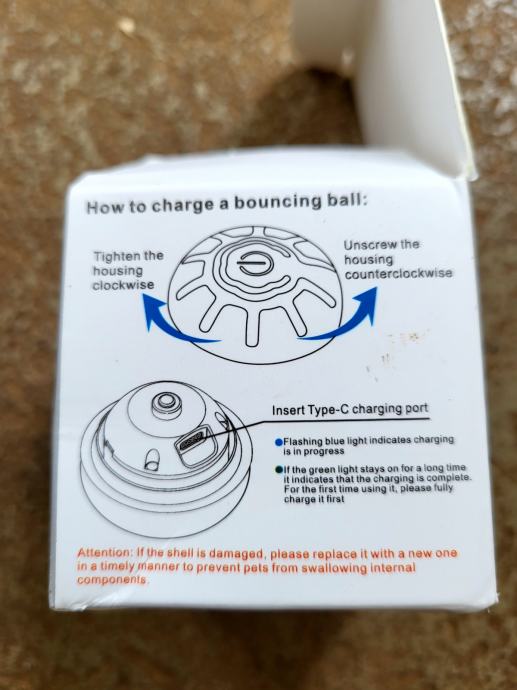 How to charge a bouncing ball:
Tighten the
housing
clockwise
Unscrew the
housing
counterclockwise
Insert Type-C charging port
Flashing blue light indicates charging
is in progress
If the green light stays on for a long time
it indicates that the charging is complete.
For the first time using it, please fully
charge it first
Attention: If the shell is damaged, please replace it with a new one
in a timely manner to prevent pets from swallowing internal
components.